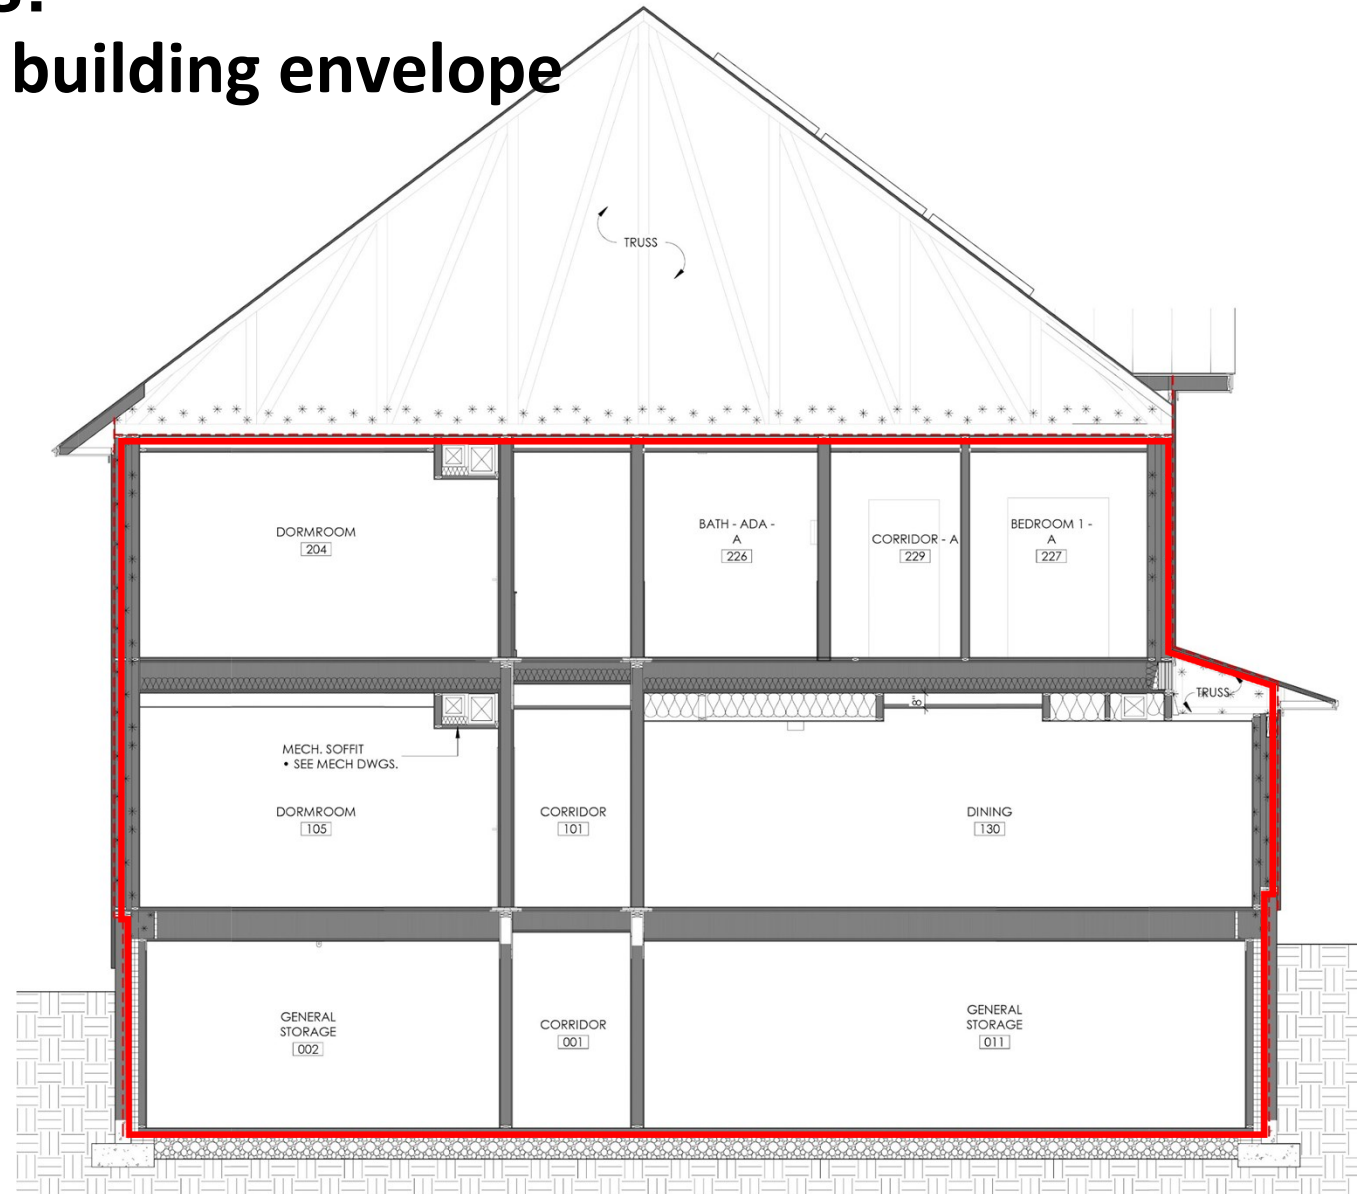 s:
building envelope
TRUSS
DORMROOM
204
BATH - ADA -
A
226
CORRIDOR - A
229
BEDROOM 1 -
A
227
TRUSS
8"
MECH. SOFFIT
• SEE MECH DWGS.
DORMROOM
105
CORRIDOR
101
DINING
130
GENERAL
STORAGE
002
CORRIDOR
001
GENERAL
STORAGE
011